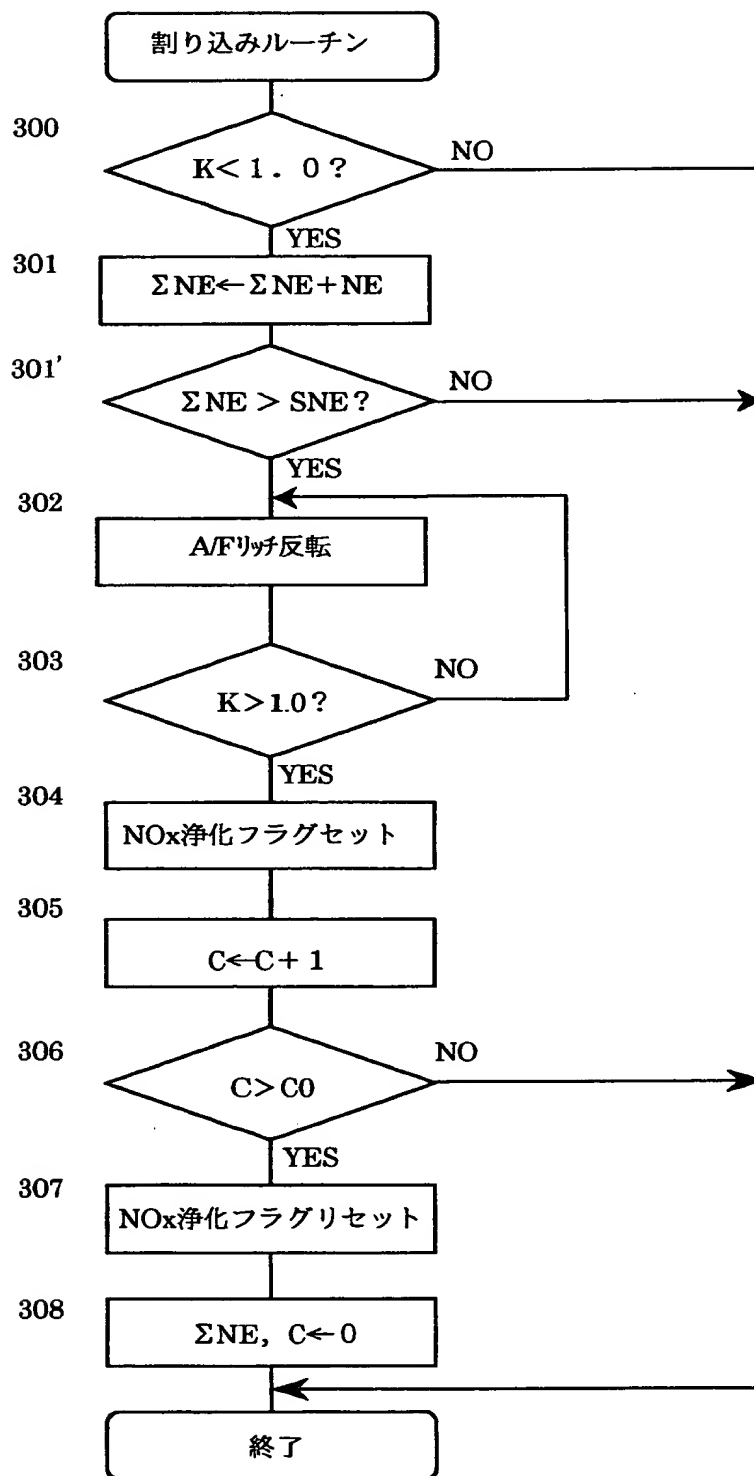 割り込みルーチン
300
K<1.0?
NO
YES
301
ΣNE←ΣNE+NE
301'
ΣNE > SNE?
NO
YES
302
A/Fリッチ反転
303
K>1.0?
NO
YES
304
NOx浄化フラグセット
305
C←C+1
306
C>C0
NO
YES
307
NOx浄化フラグリセット
308
ΣNE, C←0
終了